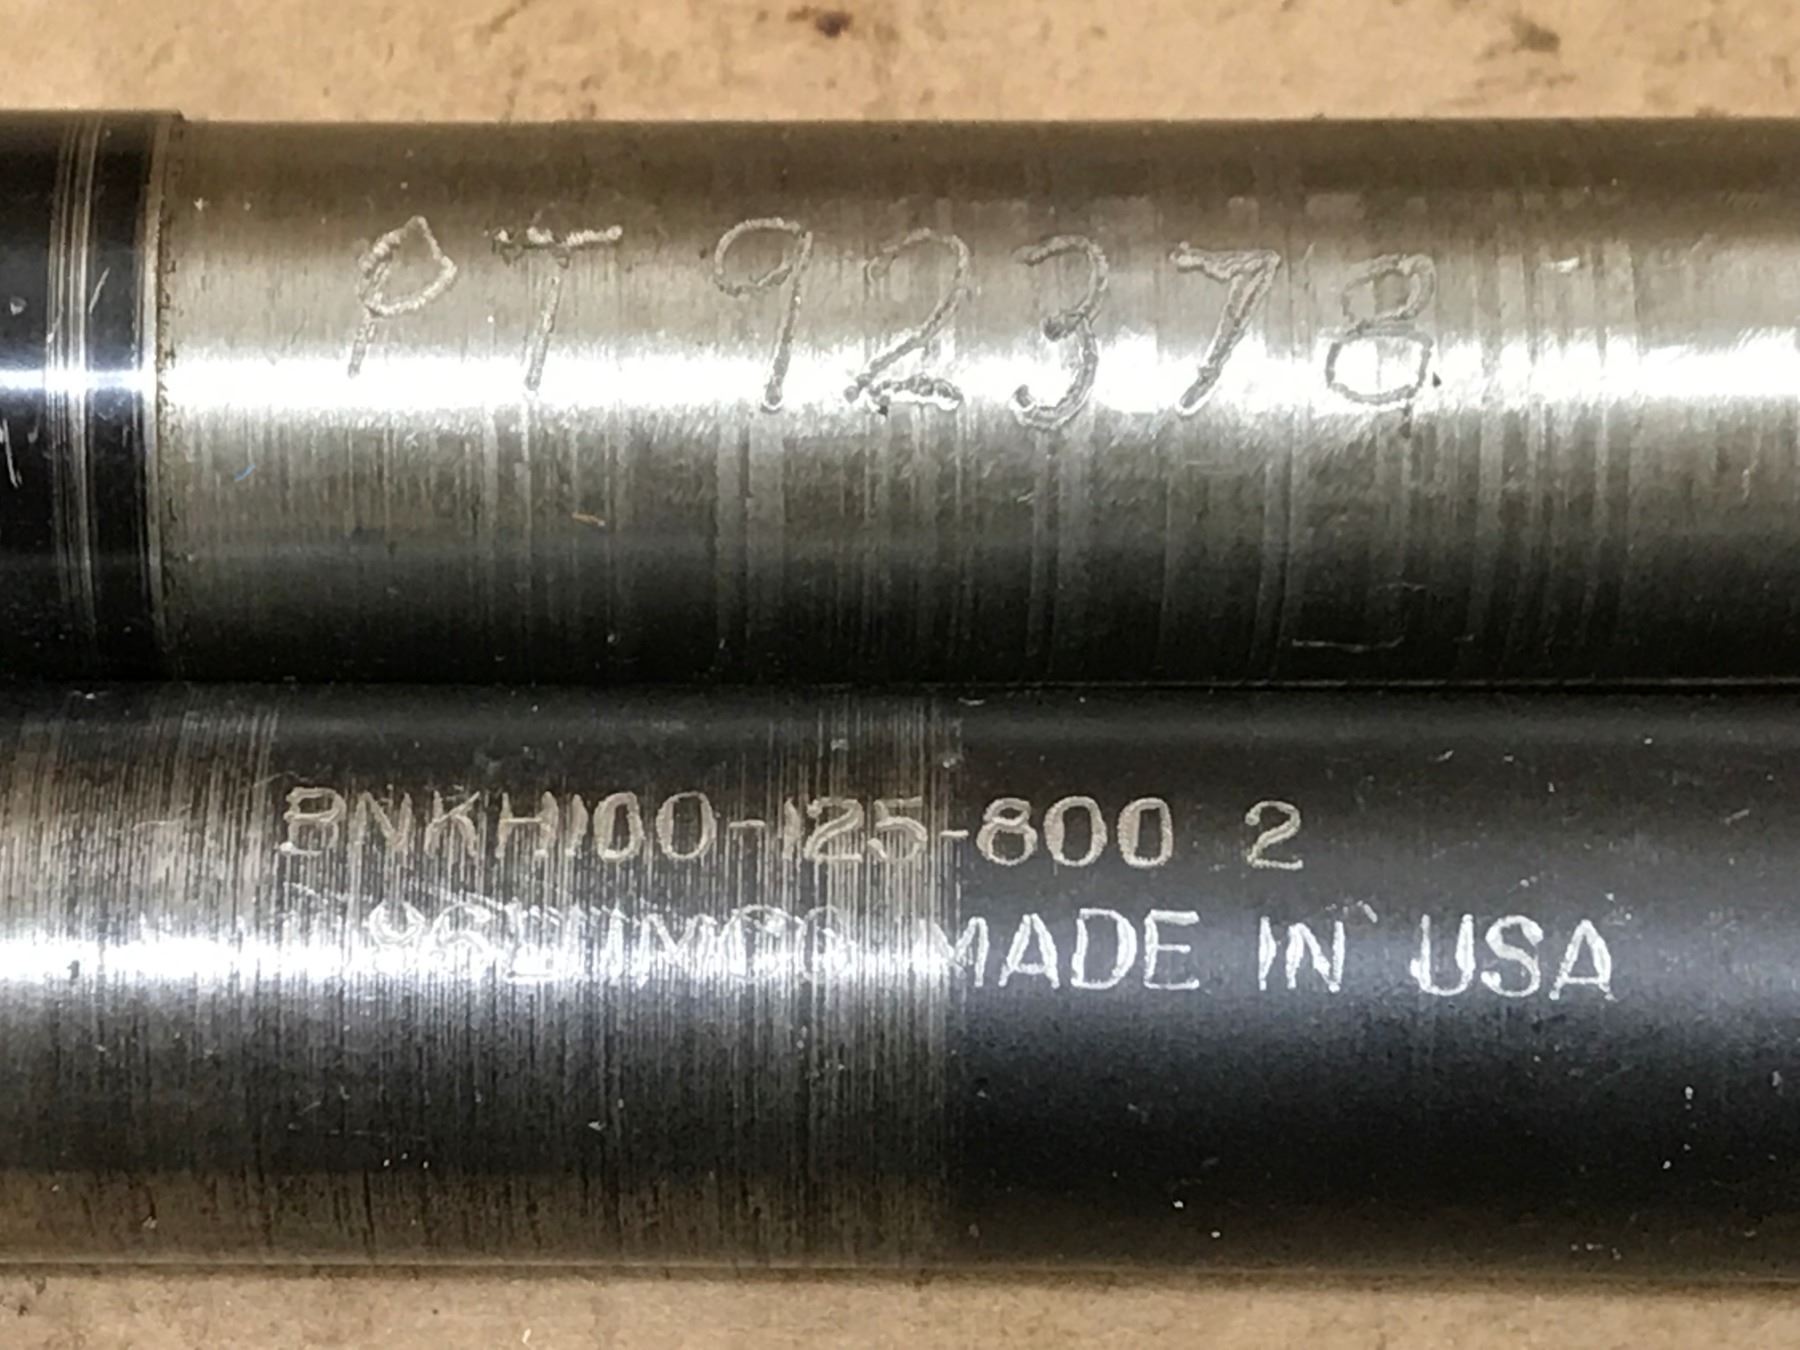 PT 92378
BNKH100-125-800 2
MADE IN USA